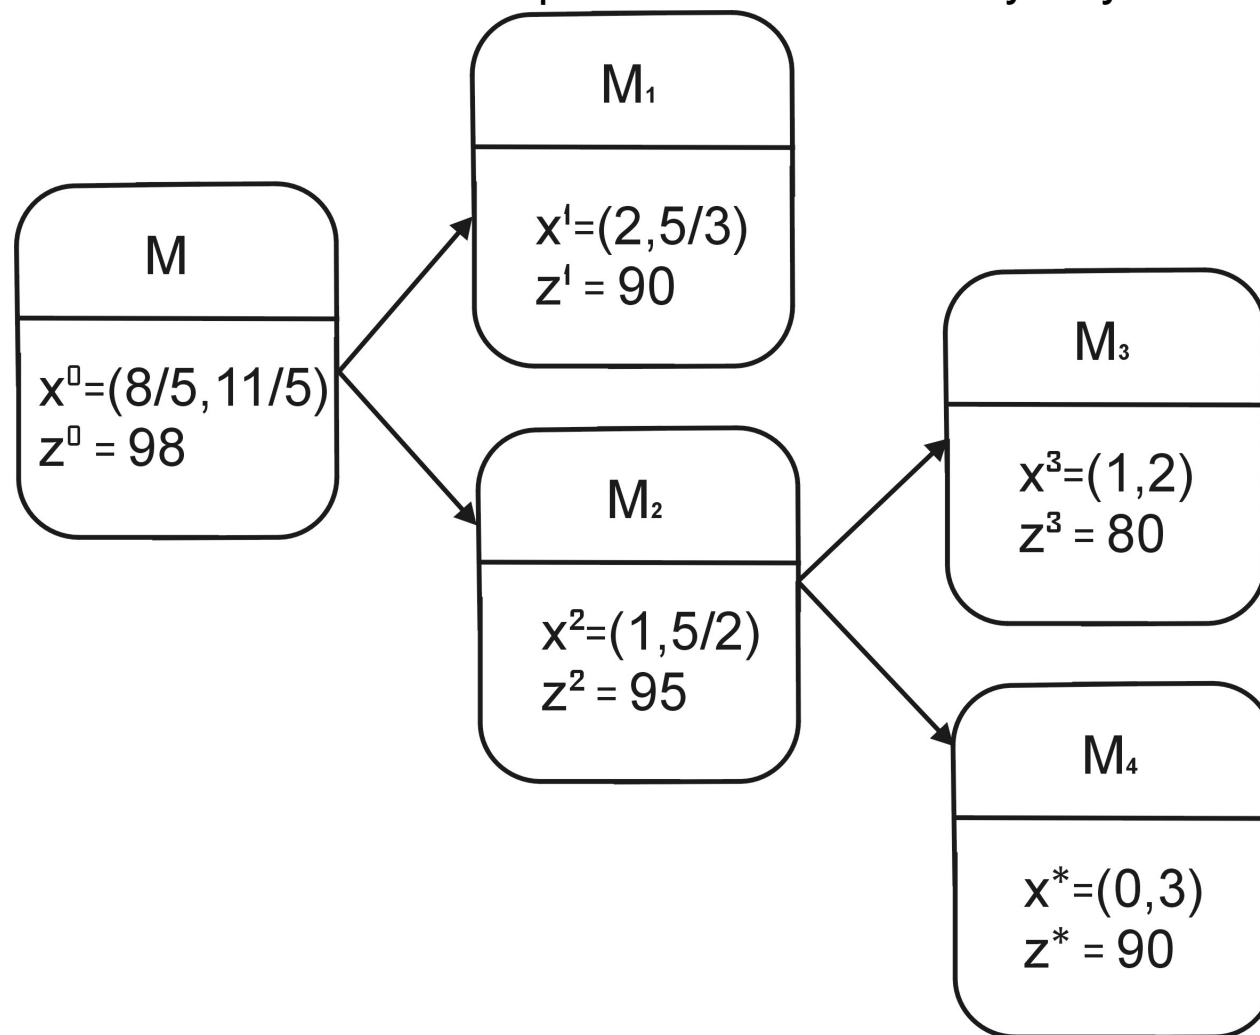 M
x⁰=(8/5,11/5)
z⁰ = 98
M₁
x¹=(2,5/3)
z¹ = 90
M₂
x²=(1,5/2)
z² = 95
M₃
x³=(1,2)
z³ = 80
M₄
x*=(0,3)
z* = 90